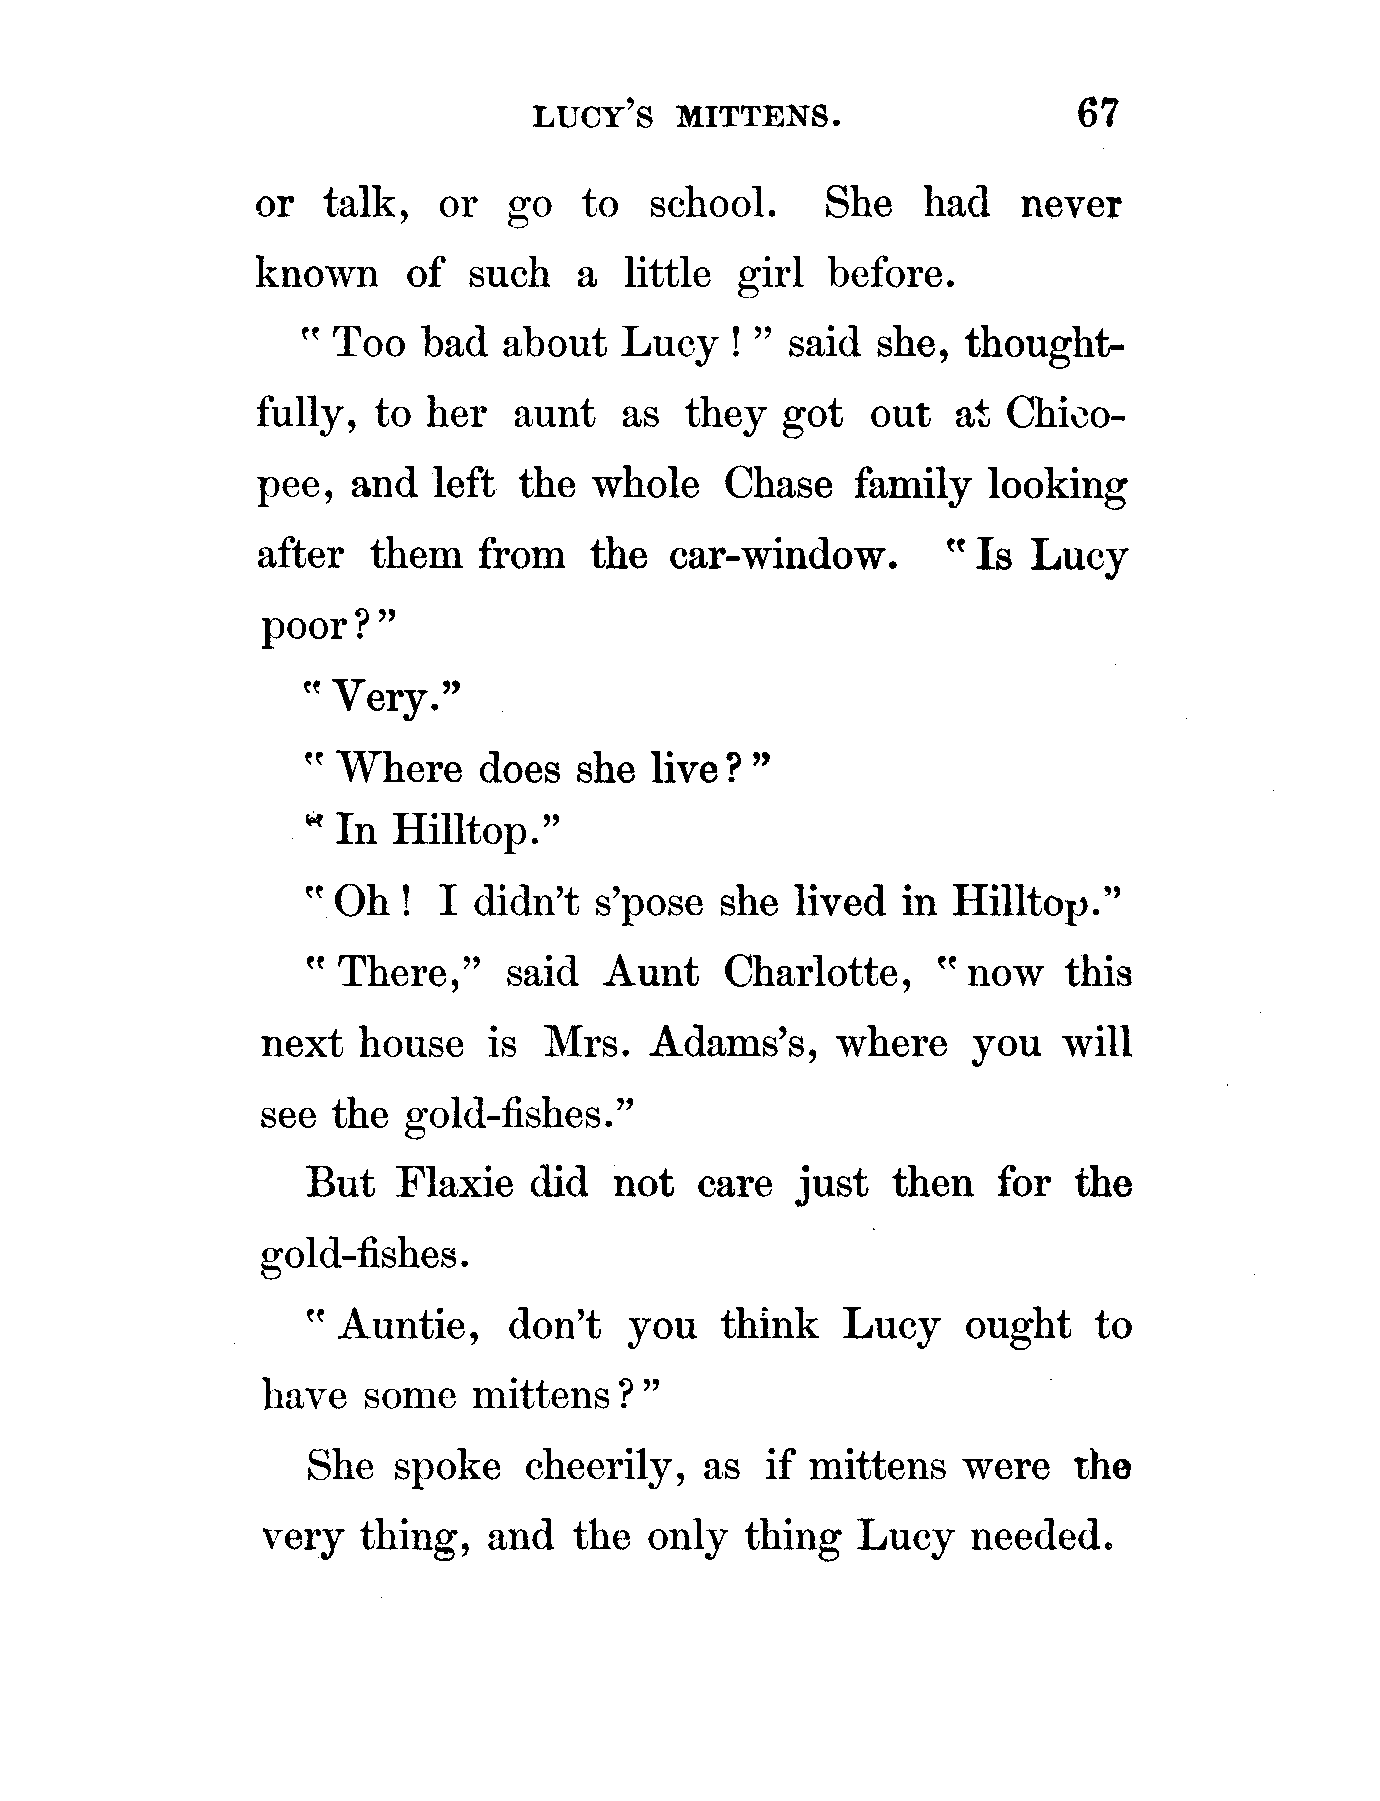 LUCY'S MITTENS. 67
or talk, or go to school. She had never
known of such a little girl before.
" Too bad about Lucy ! " said she, thought-
fully, to her aunt as they got out at Chico-
pee, and left the whole Chase family looking
after them from the car-window. " Is Lucy
poor ? "
" Very."
" Where does she live ? "
" In Hilltop."
" Oh ! I didn't s'pose she lived in Hilltop."
" There," said Aunt Charlotte, " now this
next house is Mrs. Adams's, where you will
see the gold-fishes."
But Flaxie did not care just then for the
gold-fishes.
" Auntie, don't you think Lucy ought to
have some mittens ? "
She spoke cheerily, as if mittens were the
very thing, and the only thing Lucy needed.